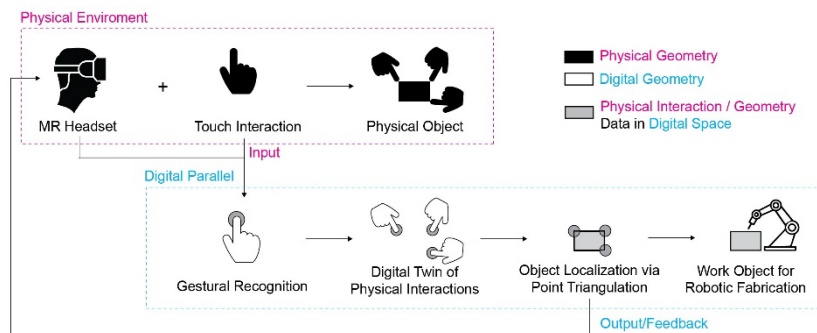 Physical Enviroment
MR Headset
+
Touch Interaction
Physical Object
Physical Geometry
Digital Geometry
Physical Interaction / Geometry
Data in Digital Space
Input
Digital Parallel
Gestural Recognition
Digital Twin of
Physical Interactions
Object Localization via
Point Triangulation
Work Object for
Robotic Fabrication
Output/Feedback